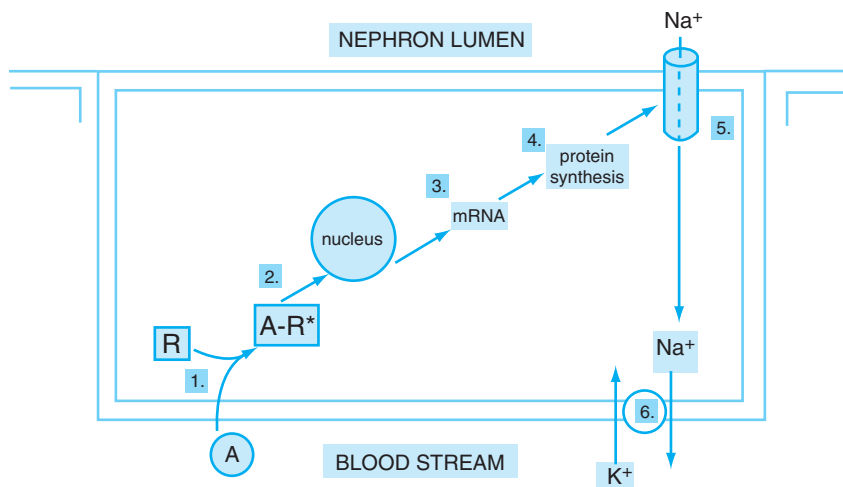 Na⁺
NEPHRON LUMEN
5.
4.
protein
synthesis
3.
mRNA
nucleus
2.
A-R*
R
Na⁺
1.
6.
A
BLOOD STREAM
K⁺